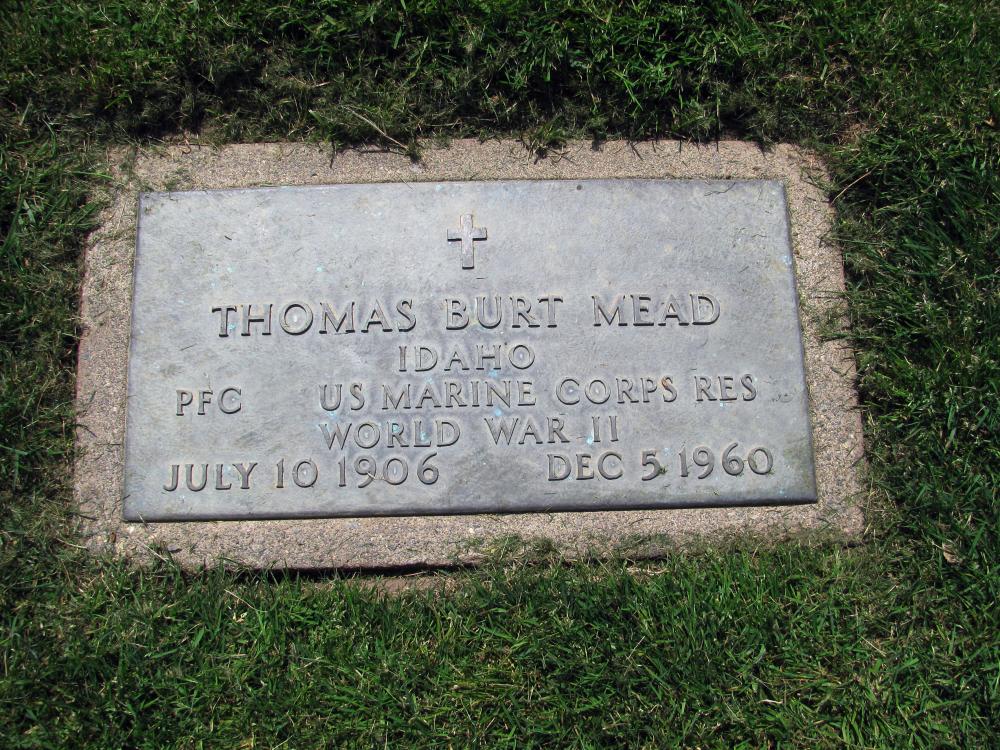 THOMAS BURT MEAD
IDAHO
PFC US MARINE CORPS RES
WORLD WAR II
JULY 10 1906 DEC 5 1960